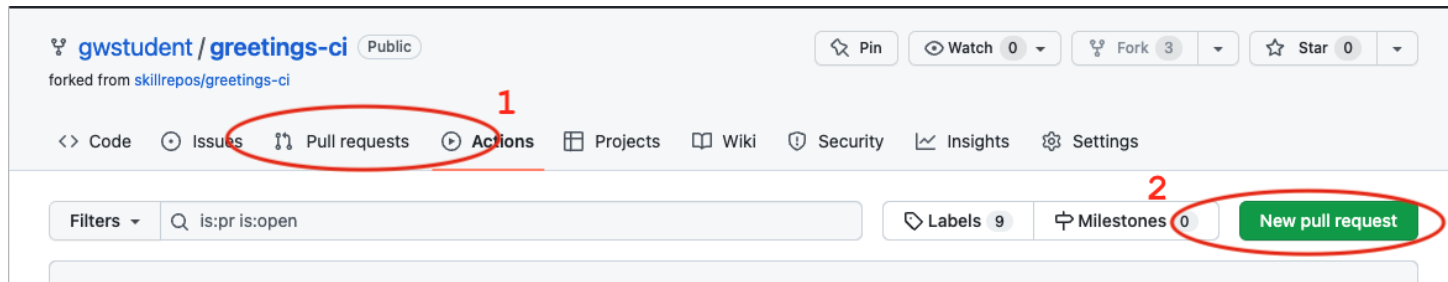 gwstudent / greetings-ci Public Pin Watch 0 Fork 3 Star 0
forked from skillrepos/greetings-ci
1
Code Issues Pull requests Actions Projects Wiki Security Insights Settings
2
Filters is:pr is:open Labels 9 Milestones 0 New pull request